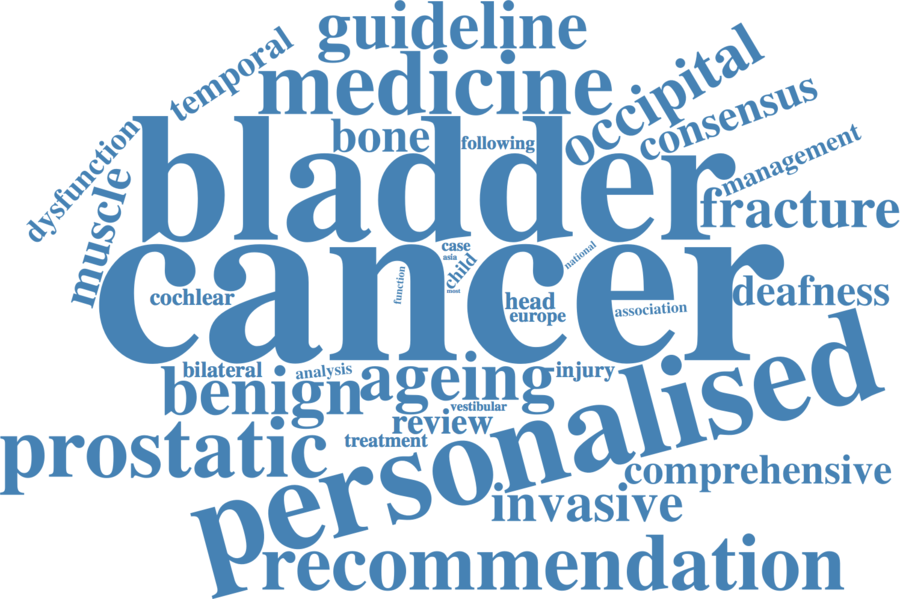 guideline
temporal
medicine
occipital
consensus
bone
following
dysfunction
bladder
management
muscle
fracture
case
asia
national
child
function
most
cancer
cochlear
head
europe
association
deafness
bilateral
analysis
ageing
injury
benign
vestibular
review
personalised
prostatic
treatment
comprehensive
invasive
recommendation